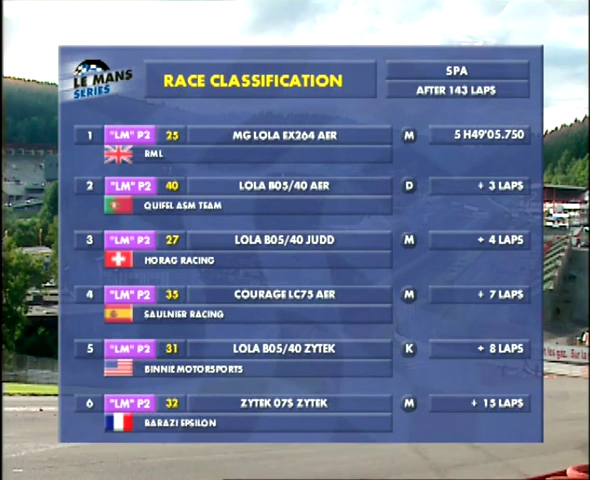 LE MANS
SERIES
RACE CLASSIFICATION
SPA
AFTER 143 LAPS
1 "LM" P2 25 MG LOLA EX264 AER M 5 H49'05.750
RML
2 "LM" P2 40 LOLA B05/40 AER D + 3 LAPS
QUIFEL ASM TEAM
3 "LM" P2 27 LOLA B05/40 JUDD M + 4 LAPS
HORAG RACING
4 "LM" P2 35 COURAGE LC75 AER M + 7 LAPS
SAULNIER RACING
5 "LM" P2 31 LOLA B05/40 ZYTEK K + 8 LAPS
BINNIE MOTORSPORTS
6 "LM" P2 32 ZYTEK 07S ZYTEK M + 15 LAPS
BARAZI EPSILON